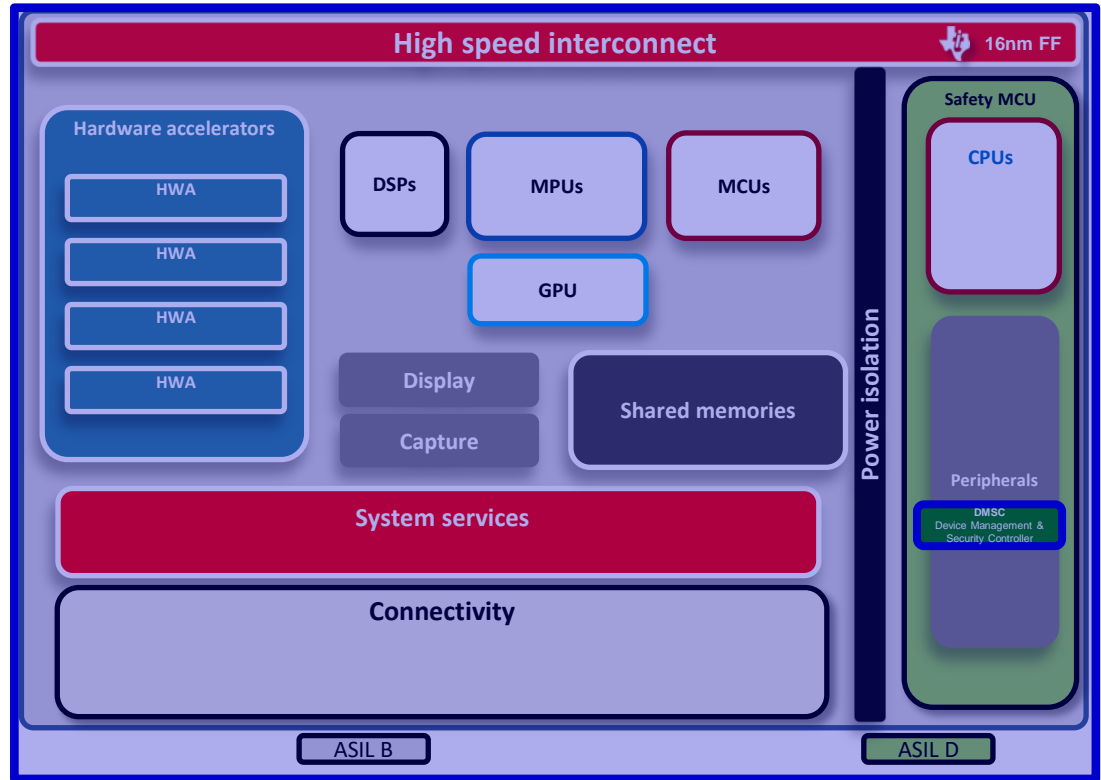 High speed interconnect
16nm FF
Safety MCU
Hardware accelerators
HWA
HWA
HWA
HWA
DSPs
MPUs
MCUs
CPUs
GPU
Display
Capture
Shared memories
Power isolation
Peripherals
DMSC
Device Management &
Security Controller
System services
Connectivity
ASIL B
ASIL D